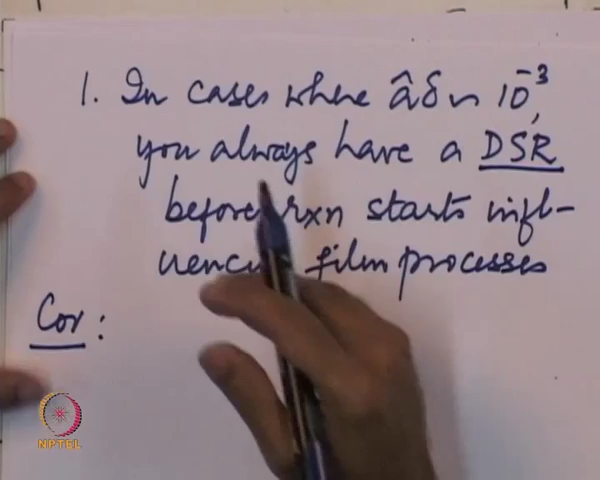 1. In cases where âδ ~ 10⁻³,
you always have a DSR
before rxn starts infl-
uencing film processes
Cor:
NPTEL